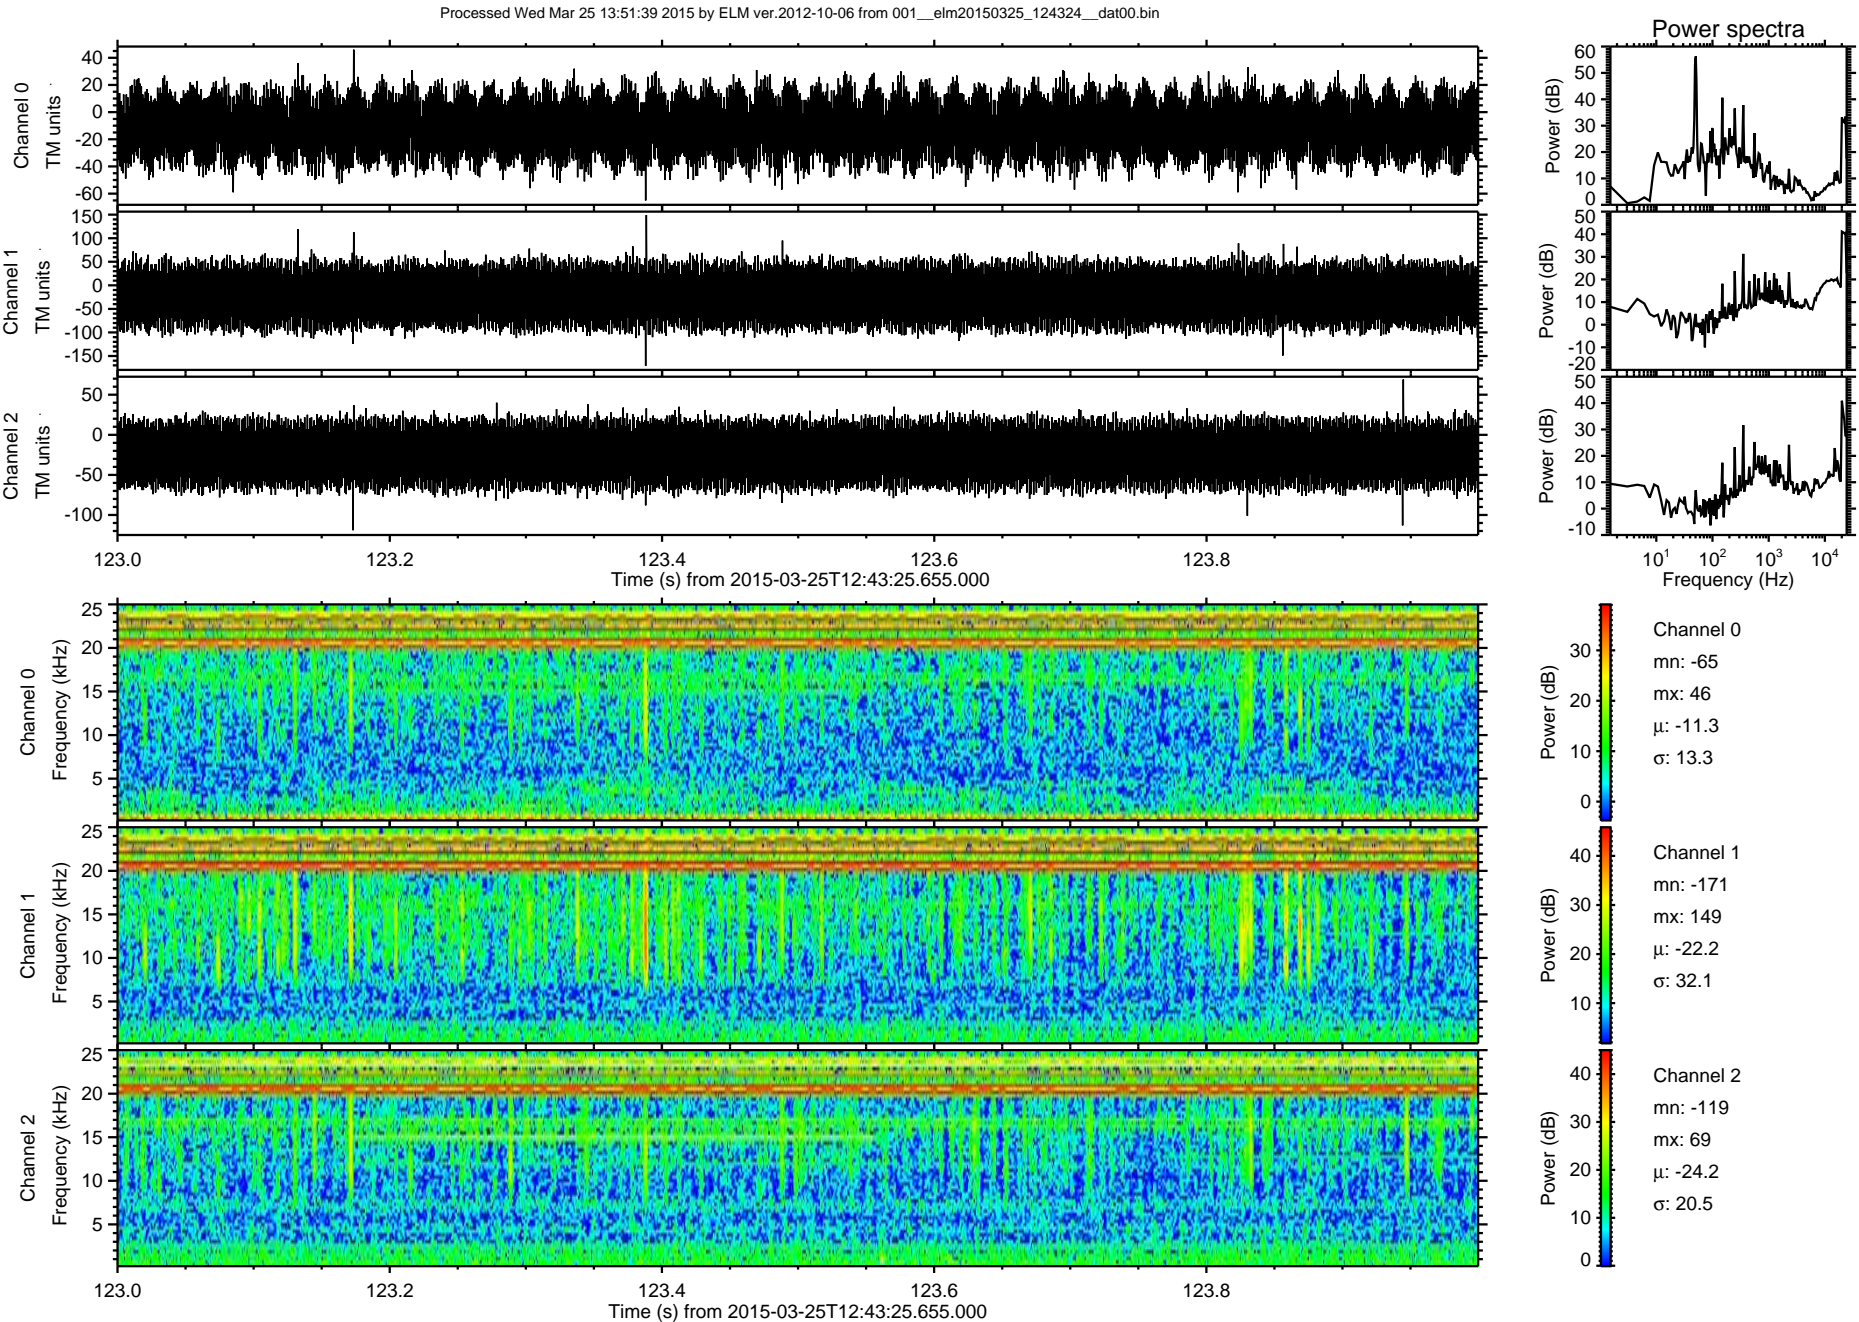 Processed Wed Mar 25 13:51:39 2015 by ELM ver.2012-10-06 from 001__elm20150325_124324__dat00.bin
Power spectra
Channel 0
TM units
40
20
0
-20
-40
-60
Power (dB)
60
50
40
30
20
10
0
Channel 1
TM units
150
100
50
0
-50
-100
-150
Power (dB)
50
40
30
20
10
0
-10
-20
Channel 2
TM units
50
0
-50
-100
Power (dB)
50
40
30
20
10
0
-10
123.0 123.2 123.4 123.6 123.8
Time (s) from 2015-03-25T12:43:25.655.000
10^1 10^2 10^3 10^4
Frequency (Hz)
Channel 0
Frequency (kHz)
25
20
15
10
5
Power (dB)
30
20
10
0
Channel 0
mn: -65
mx: 46
µ: -11.3
σ: 13.3
Channel 1
Frequency (kHz)
25
20
15
10
5
Power (dB)
40
30
20
10
Channel 1
mn: -171
mx: 149
µ: -22.2
σ: 32.1
Channel 2
Frequency (kHz)
25
20
15
10
5
Power (dB)
40
30
20
10
0
Channel 2
mn: -119
mx: 69
µ: -24.2
σ: 20.5
123.0 123.2 123.4 123.6 123.8
Time (s) from 2015-03-25T12:43:25.655.000